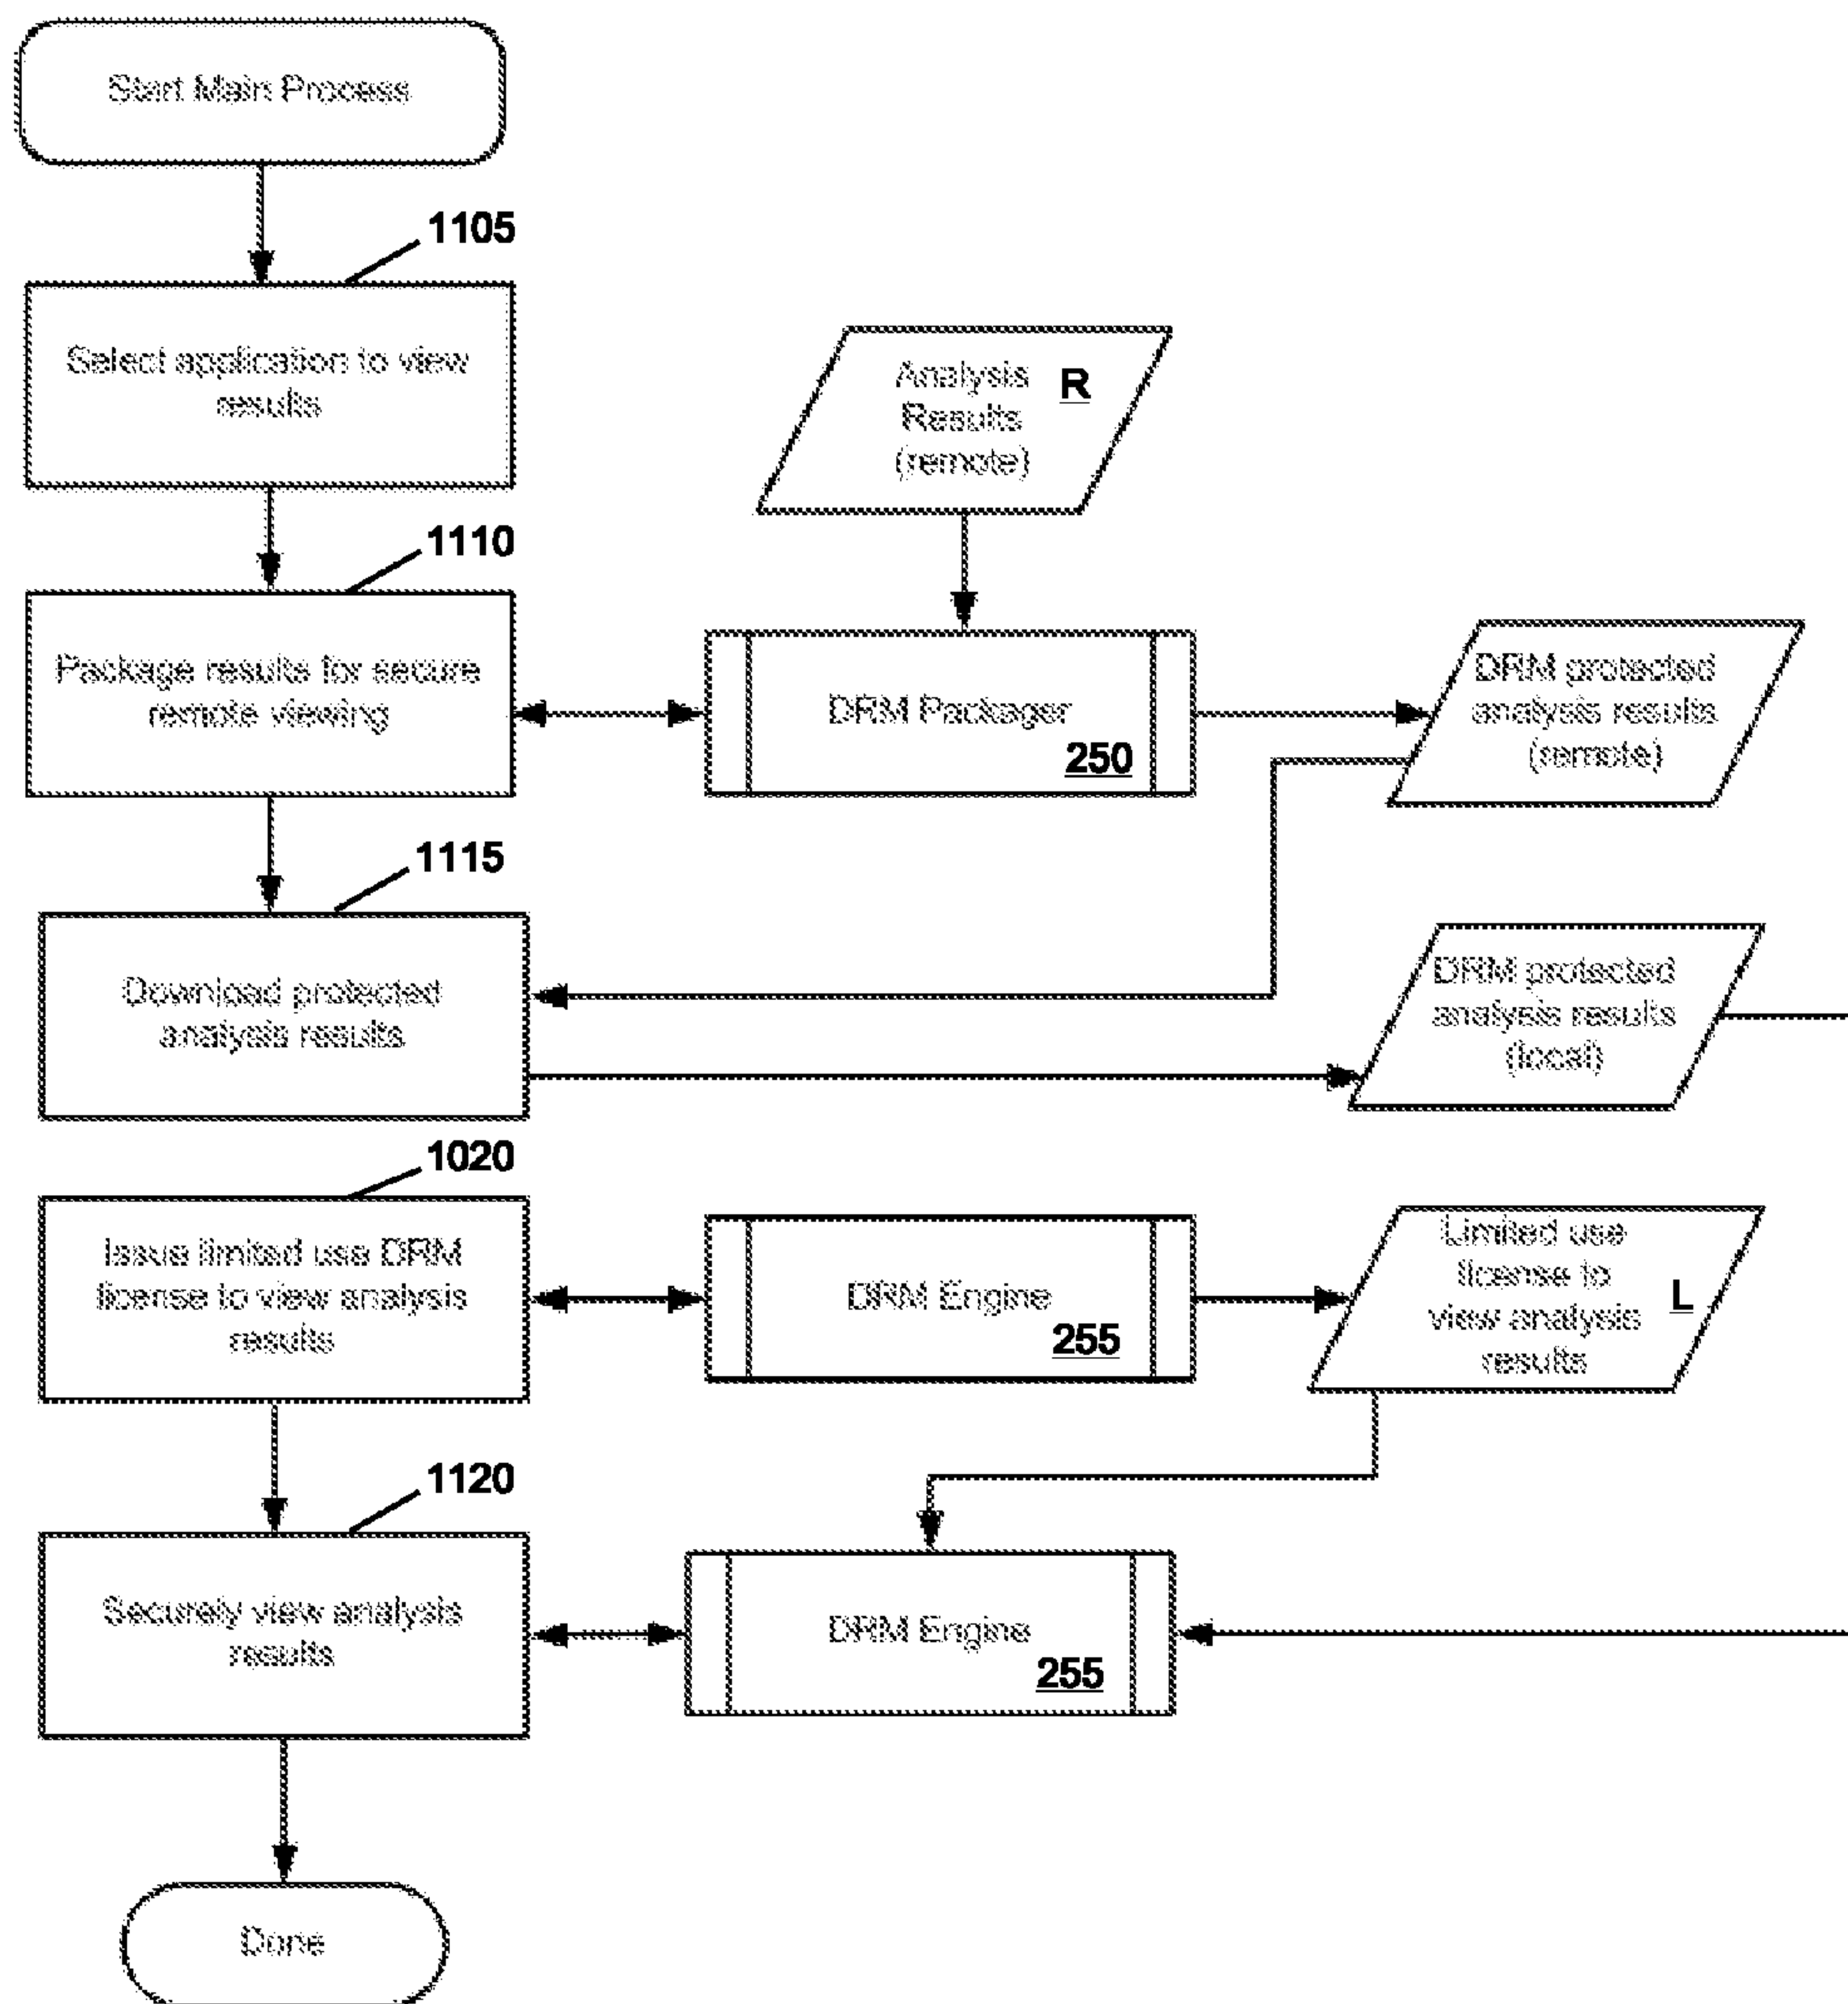 Start Main Process
1105
Select application to view
results
Analysis
Results
(remote)
R
1110
Package results for secure
remote viewing
DRM Packager
250
DRM protected
analysis results
(remote)
1115
Download protected
analysis results
DRM protected
analysis results
(local)
1020
Issue limited use DRM
license to view analysis
results
DRM Engine
255
Limited use
license to
view analysis
results
L
1120
Securely view analysis
results
DRM Engine
255
Done